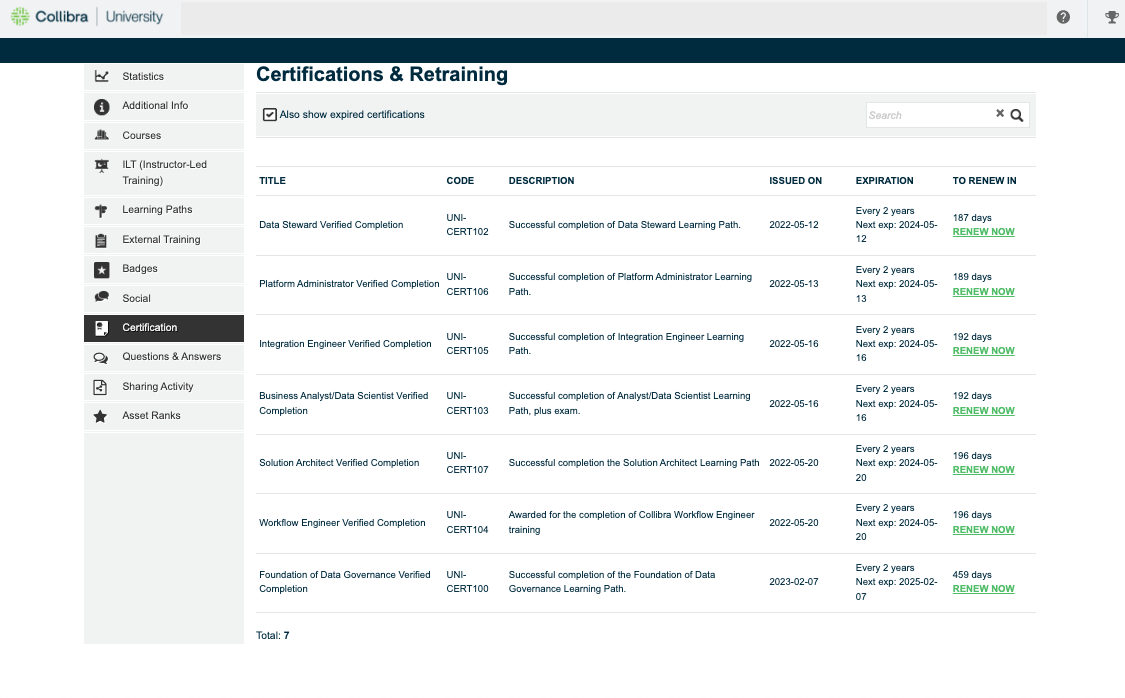 Collibra University
Certifications & Retraining
Statistics
Additional Info
Courses
ILT (Instructor-Led
Training)
Learning Paths
External Training
Badges
Social
Certification
Questions & Answers
Sharing Activity
Asset Ranks
Also show expired certifications
Search
TITLE CODE DESCRIPTION ISSUED ON EXPIRATION TO RENEW IN
Data Steward Verified Completion
UNI-
CERT102
Successful completion of Data Steward Learning Path.
2022-05-12
Every 2 years
Next exp: 2024-05-
12
187 days
RENEW NOW
Platform Administrator Verified Completion
UNI-
CERT106
Successful completion of Platform Administrator Learning
Path.
2022-05-13
Every 2 years
Next exp: 2024-05-
13
189 days
RENEW NOW
Integration Engineer Verified Completion
UNI-
CERT105
Successful completion of Integration Engineer Learning
Path.
2022-05-16
Every 2 years
Next exp: 2024-05-
16
192 days
RENEW NOW
Business Analyst/Data Scientist Verified
Completion
UNI-
CERT103
Successful completion of Analyst/Data Scientist Learning
Path, plus exam.
2022-05-16
Every 2 years
Next exp: 2024-05-
16
192 days
RENEW NOW
Solution Architect Verified Completion
UNI-
CERT107
Successful completion the Solution Architect Learning Path
2022-05-20
Every 2 years
Next exp: 2024-05-
20
196 days
RENEW NOW
Workflow Engineer Verified Completion
UNI-
CERT104
Awarded for the completion of Collibra Workflow Engineer
training
2022-05-20
Every 2 years
Next exp: 2024-05-
20
196 days
RENEW NOW
Foundation of Data Governance Verified
Completion
UNI-
CERT100
Successful completion of the Foundation of Data
Governance Learning Path.
2023-02-07
Every 2 years
Next exp: 2025-02-
07
459 days
RENEW NOW
Total: 7